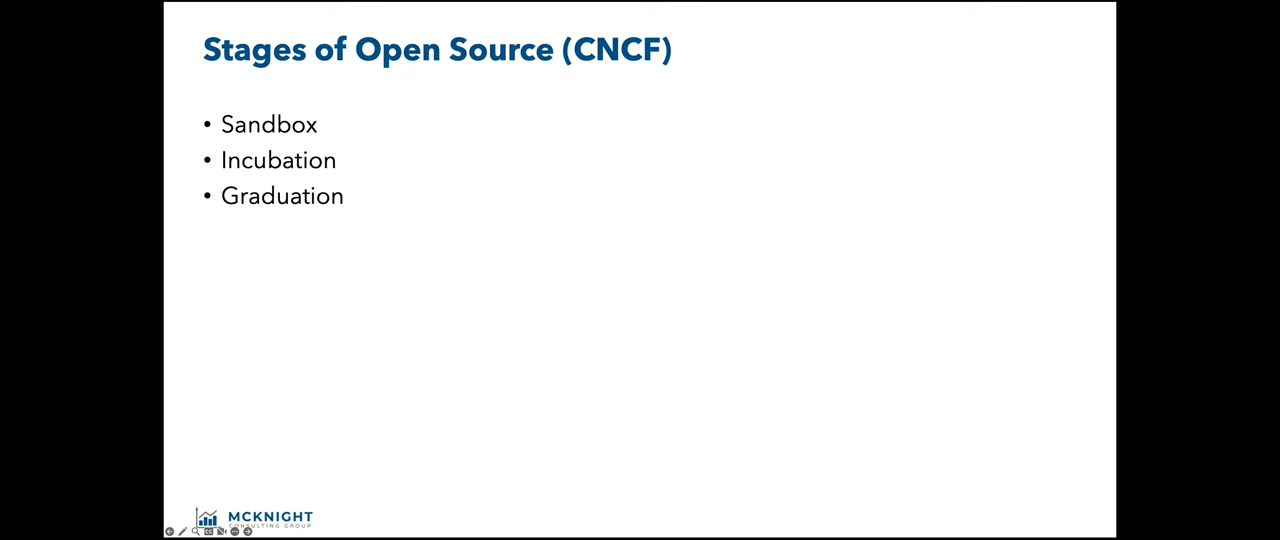 Stages of Open Source (CNCF)
• Sandbox
• Incubation
• Graduation
MCKNIGHT
CONSULTING GROUP